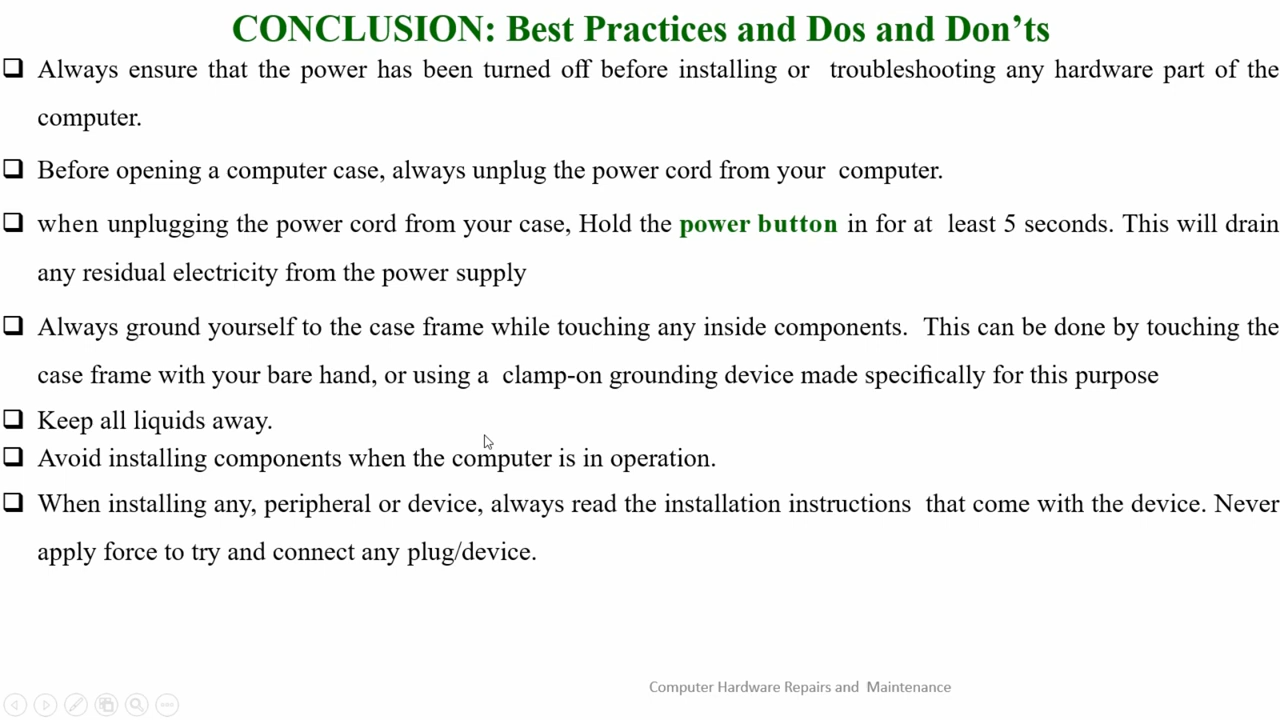 CONCLUSION: Best Practices and Dos and Don’ts
❑ Always ensure that the power has been turned off before installing or troubleshooting any hardware part of the
computer.
❑ Before opening a computer case, always unplug the power cord from your computer.
❑ when unplugging the power cord from your case, Hold the power button in for at least 5 seconds. This will drain
any residual electricity from the power supply
❑ Always ground yourself to the case frame while touching any inside components. This can be done by touching the
case frame with your bare hand, or using a clamp-on grounding device made specifically for this purpose
❑ Keep all liquids away.
❑ Avoid installing components when the computer is in operation.
❑ When installing any, peripheral or device, always read the installation instructions that come with the device. Never
apply force to try and connect any plug/device.
Computer Hardware Repairs and Maintenance